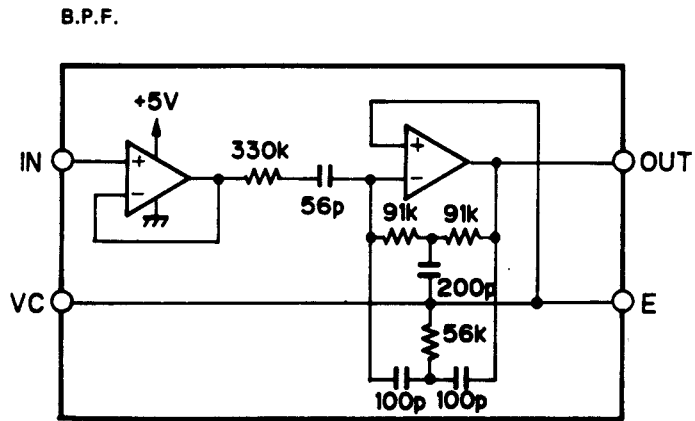 B.P.F.
+5V
IN
+
−
330k
56p
+
−
OUT
91k
91k
200p
VC
E
56k
100p
100p